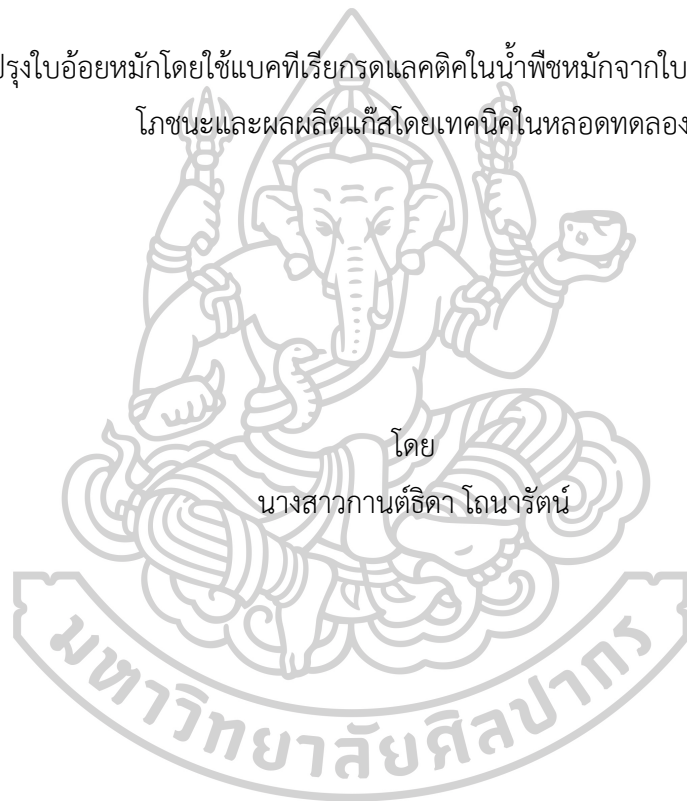 ปรุงใบอ้อยหมักโดยใช้แบคทีเรียกรดแลคติคในน้ำพืชหมักจากใบ
โภชนะและผลผลิตแก๊สโดยเทคนิคในหลอดทดลอง
โดย
นางสาวกานต์ธิดา โถนารัตน์
มหาวิทยาลัยศิลปากร